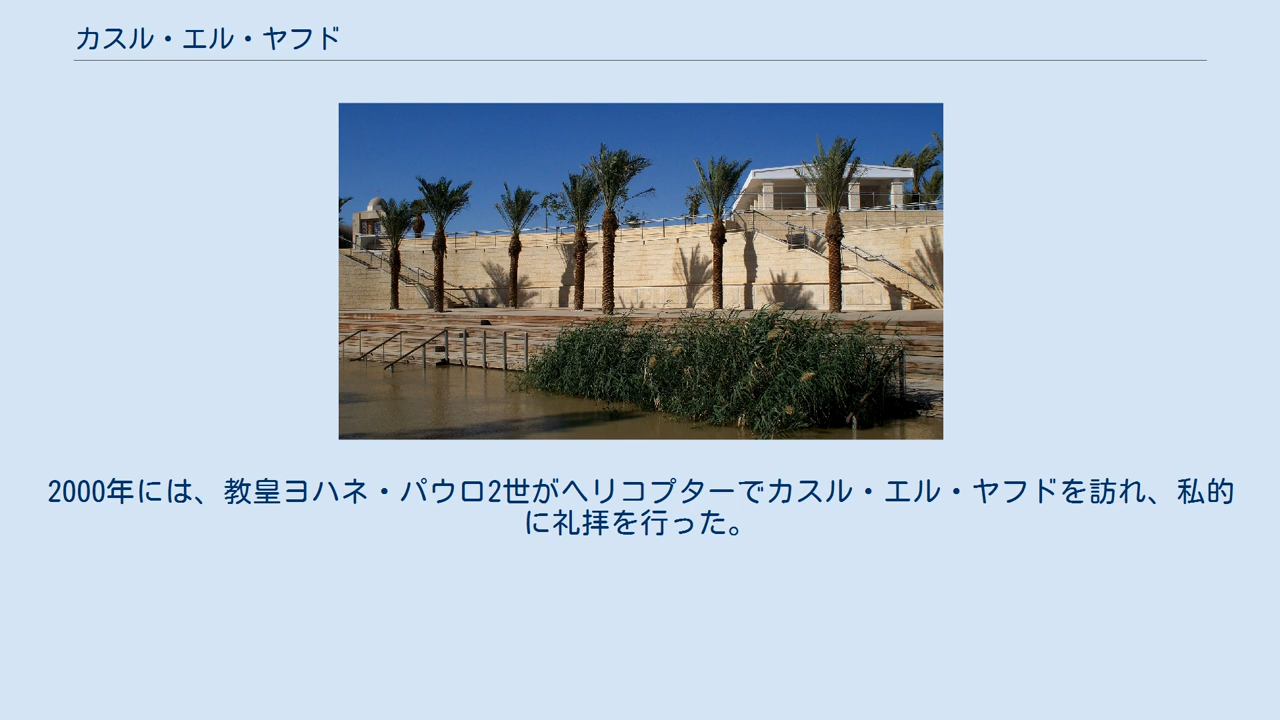 カスル・エル・ヤフド
2000年には、教皇ヨハネ・パウロ2世がヘリコプターでカスル・エル・ヤフドを訪れ、私的
に礼拝を行った。